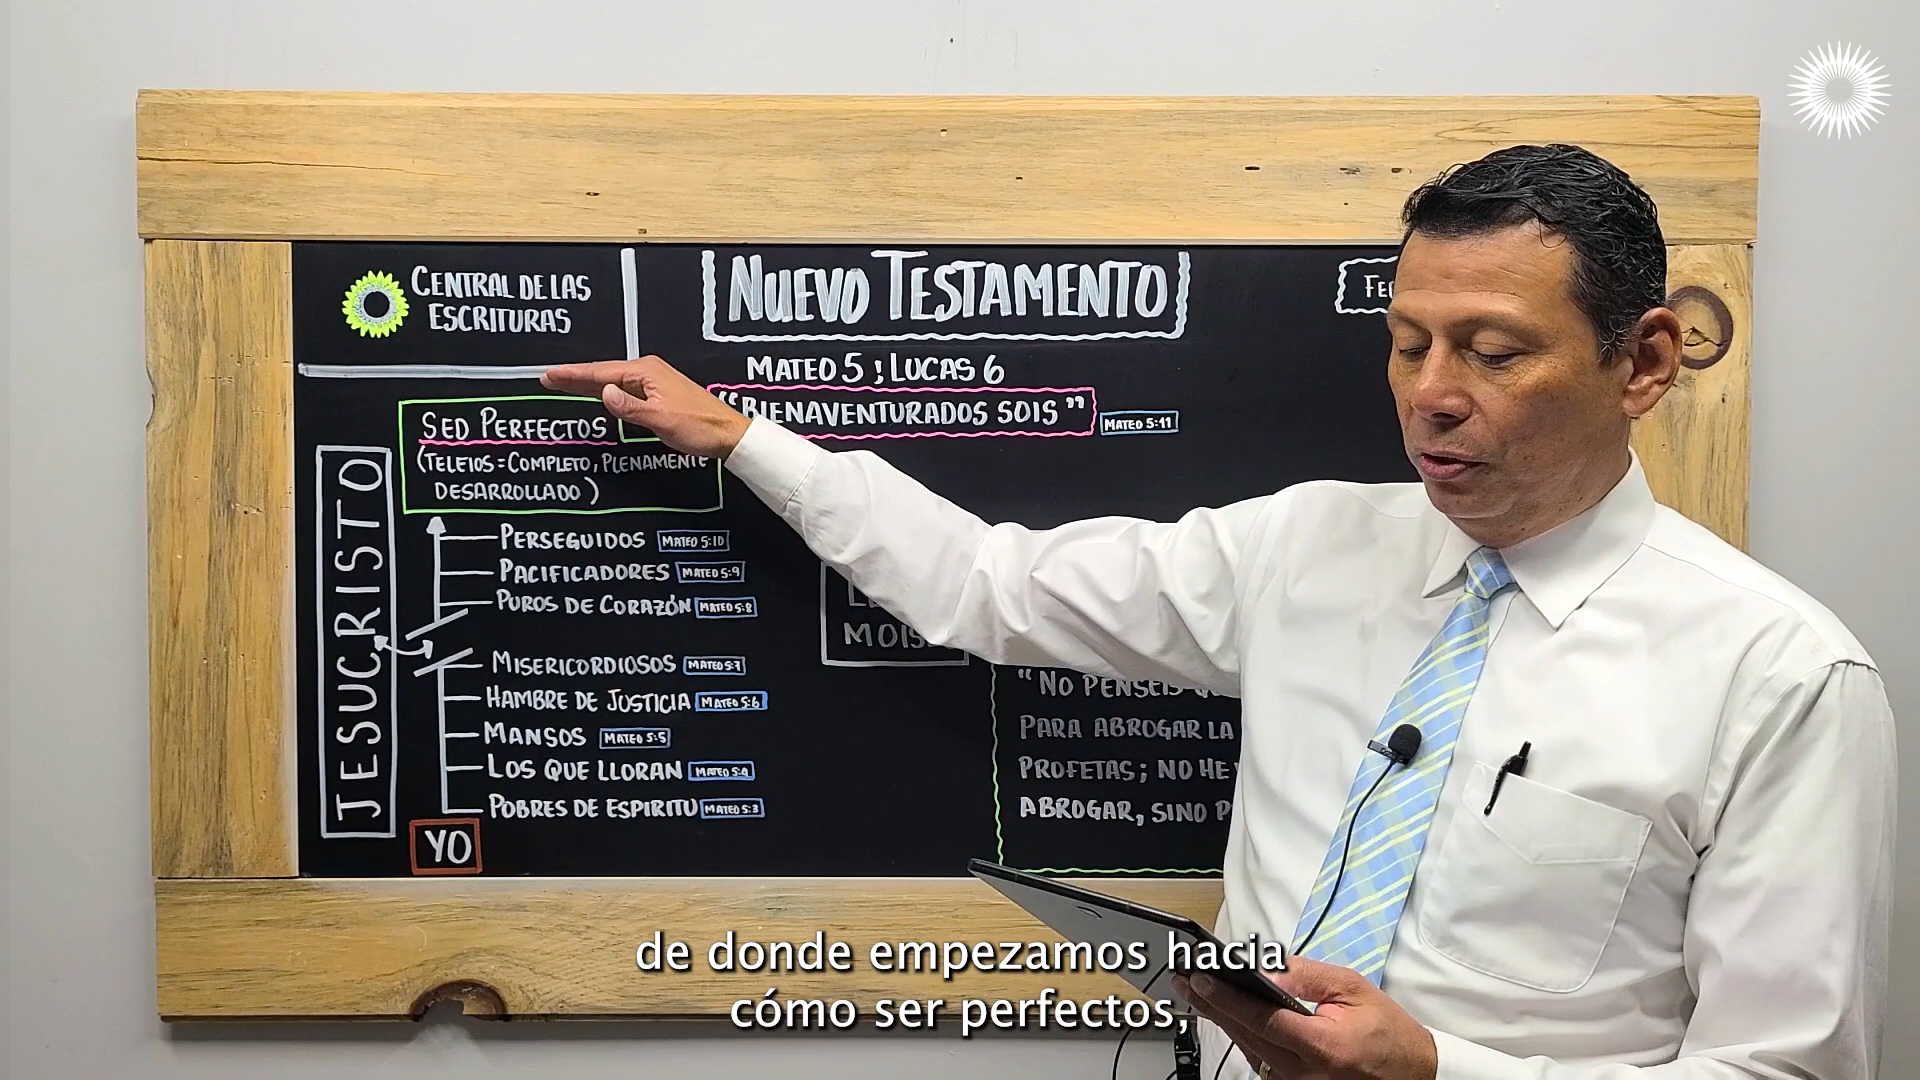 CENTRAL DE LAS
ESCRITURAS
NUEVO TESTAMENTO
MATEO 5 ; LUCAS 6
"BIENAVENTURADOS SOIS"
MATEO 5:11
SED PERFECTOS
(TELEIOS = COMPLETO, PLENAMENTE
DESARROLLADO)
JESUCRISTO
PERSEGUIDOS MATEO 5:10
PACIFICADORES MATEO 5:9
PUROS DE CORAZÓN MATEO 5:8
MISERICORDIOSOS MATEO 5:7
HAMBRE DE JUSTICIA MATEO 5:6
MANSOS MATEO 5:5
LOS QUE LLORAN MATEO 5:4
POBRES DE ESPIRITU MATEO 5:3
YO
"NO PENSEIS
PARA ABROGAR LA
PROFETAS; NO HE
ABROGAR, SINO
de donde empezamos hacia
cómo ser perfectos,